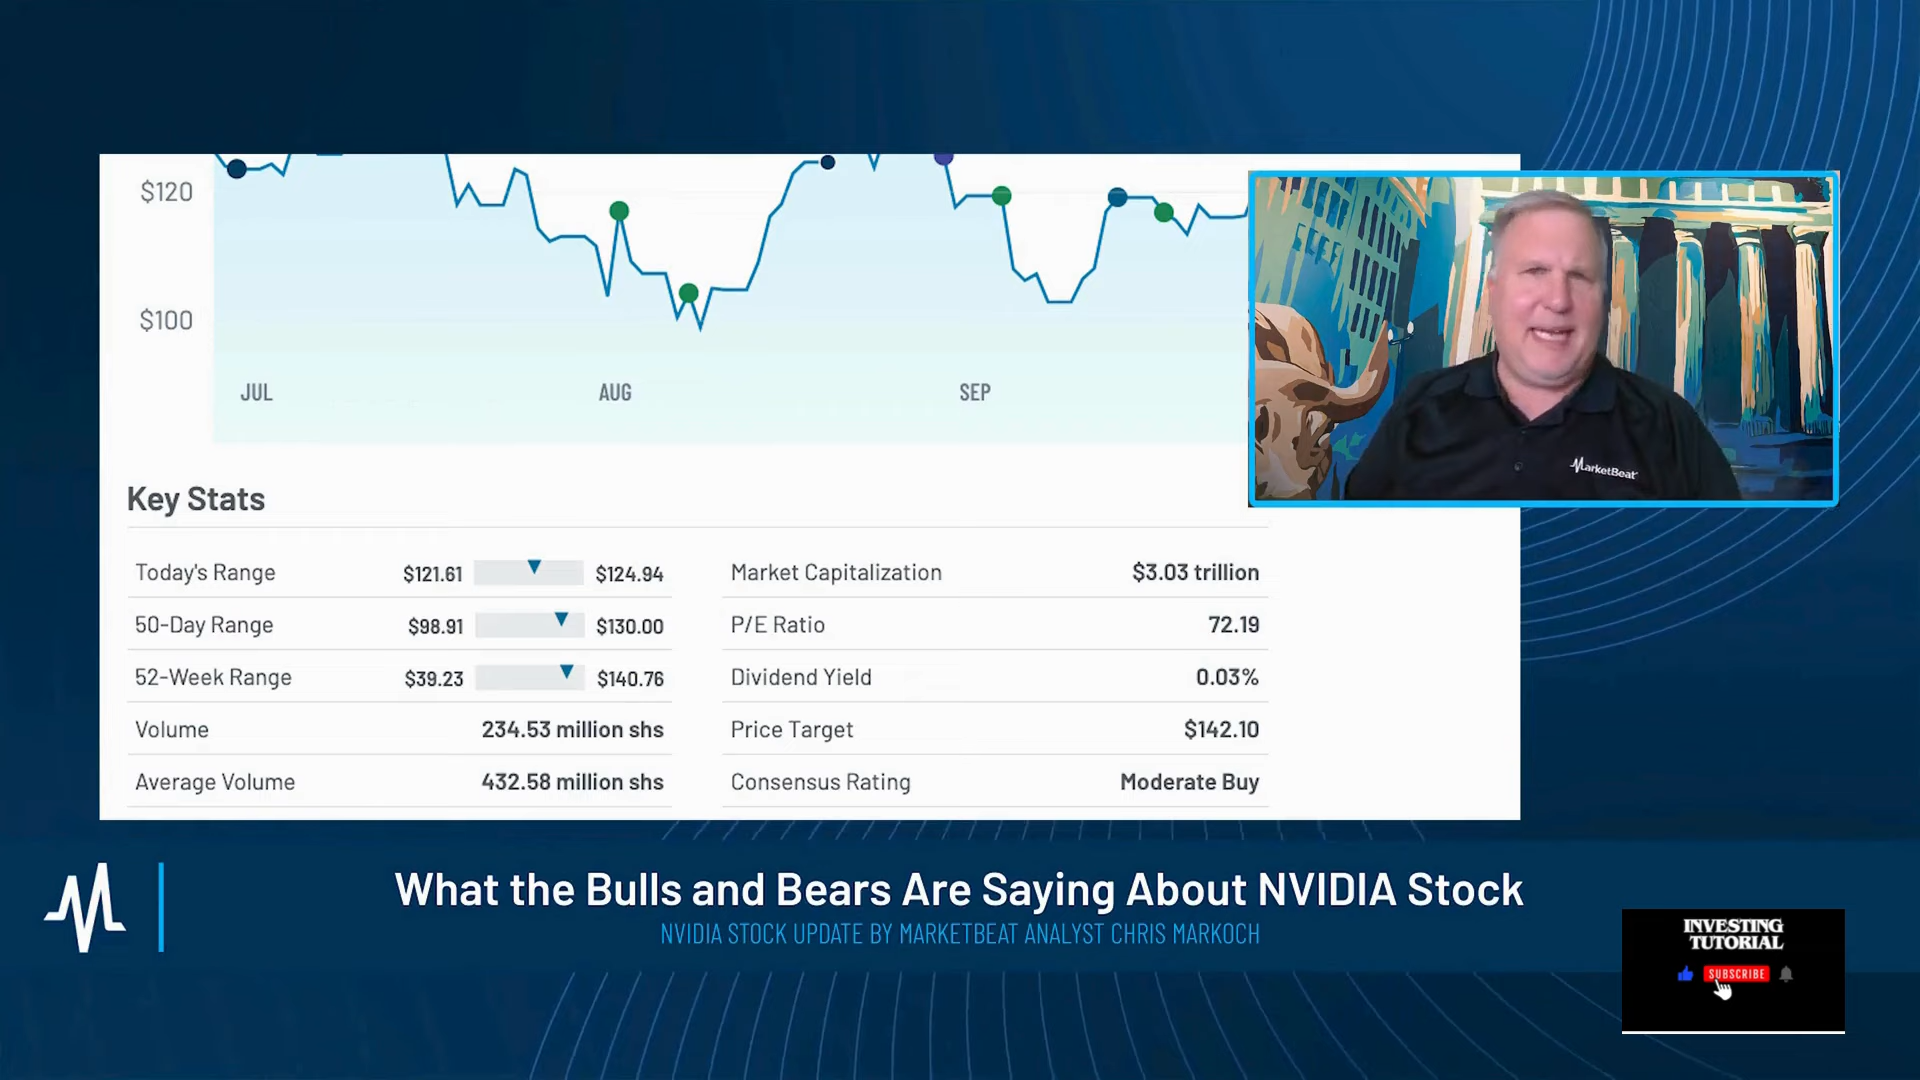 $120
$100
JUL AUG SEP
MarketBeat
Key Stats
Today's Range $121.61 $124.94 Market Capitalization $3.03 trillion
50-Day Range $98.91 $130.00 P/E Ratio 72.19
52-Week Range $39.23 $140.76 Dividend Yield 0.03%
Volume 234.53 million shs Price Target $142.10
Average Volume 432.58 million shs Consensus Rating Moderate Buy
What the Bulls and Bears Are Saying About NVIDIA Stock
NVIDIA STOCK UPDATE BY MARKETBEAT ANALYST CHRIS MARKOCH
INVESTING
TUTORIAL
SUBSCRIBE